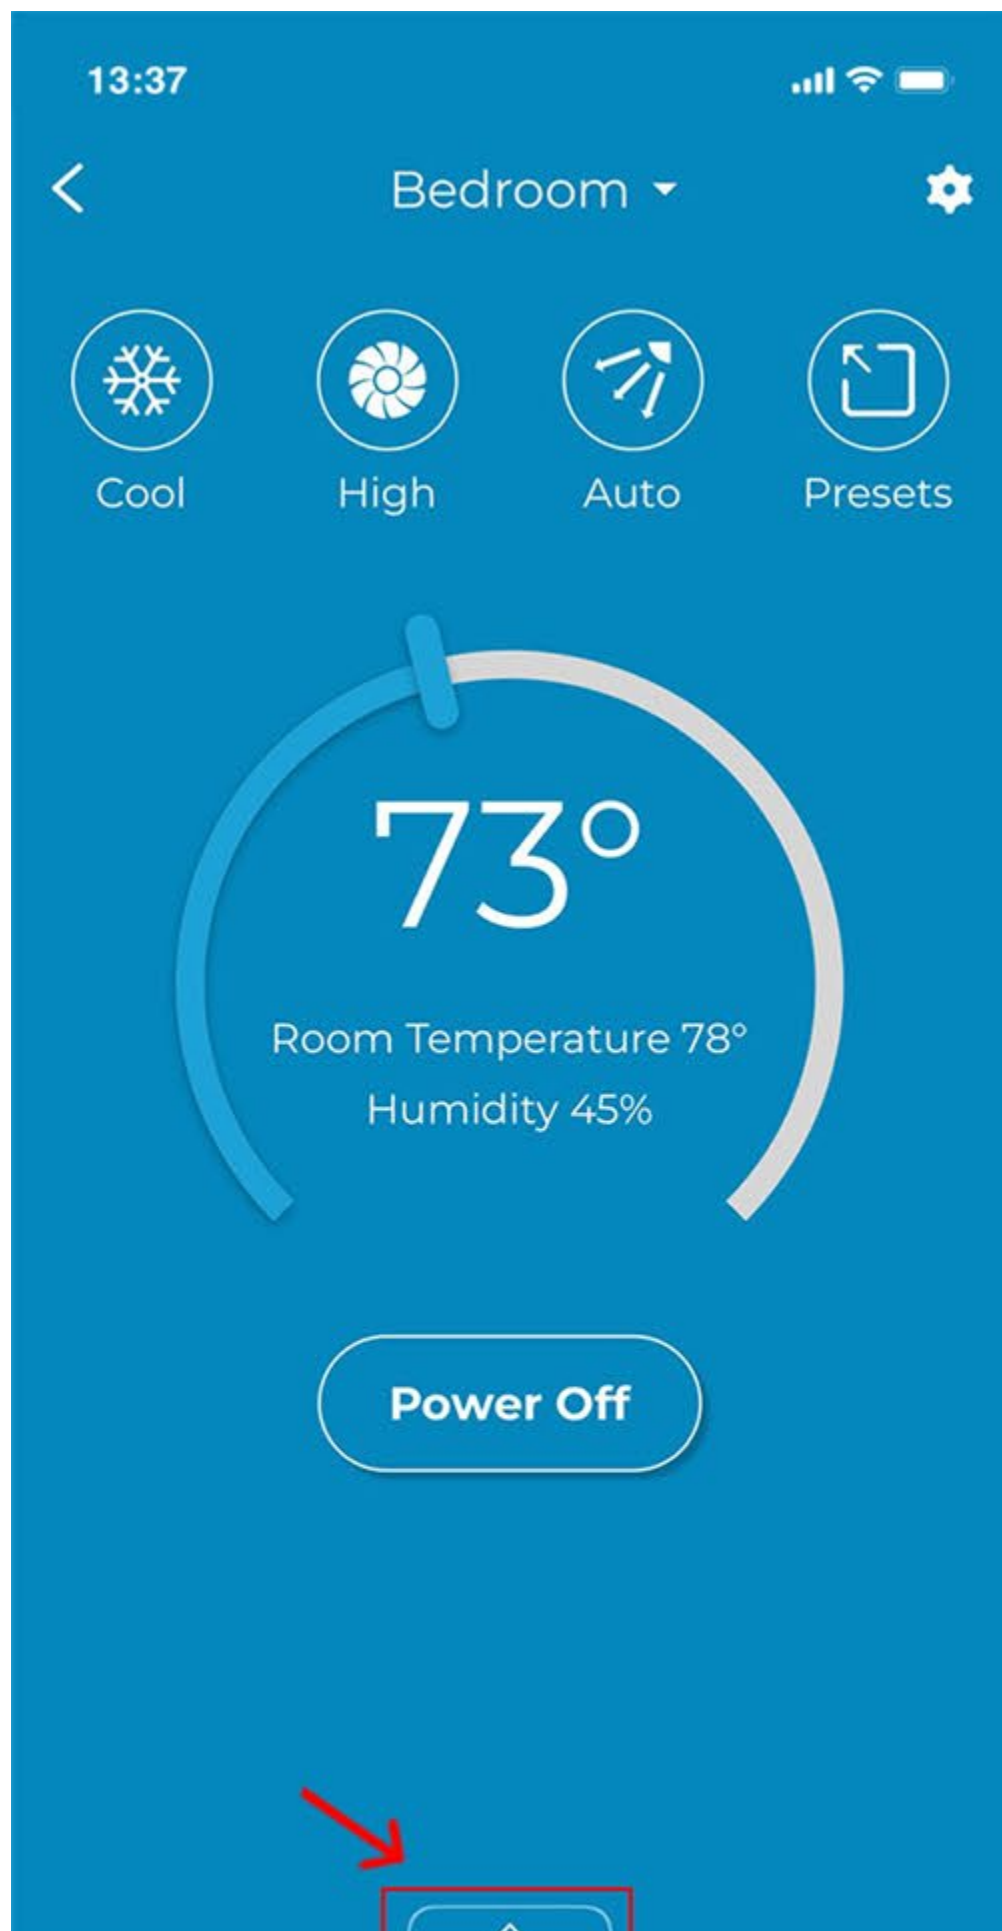 13:37
Bedroom
Cool High Auto Presets
73°
Room Temperature 78°
Humidity 45%
Power Off